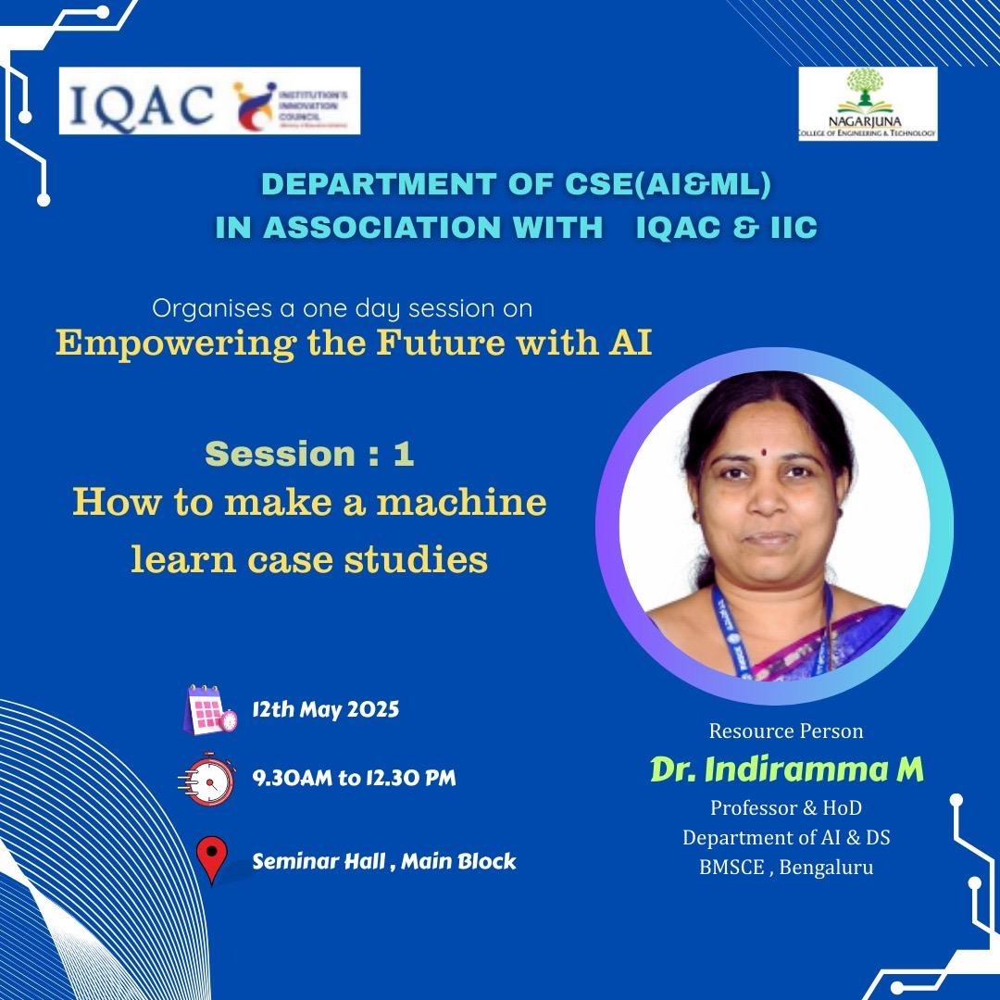 IQAC
INSTITUTION'S
INNOVATION
COUNCIL
NAGARJUNA
COLLEGE OF ENGINEERING & TECHNOLOGY
DEPARTMENT OF CSE(AI&ML)
IN ASSOCIATION WITH IQAC & IIC
Organises a one day session on
Empowering the Future with AI
Session : 1
How to make a machine
learn case studies
12th May 2025
9.30AM to 12.30 PM
Seminar Hall , Main Block
Resource Person
Dr. Indiramma M
Professor & HoD
Department of AI & DS
BMSCE , Bengaluru